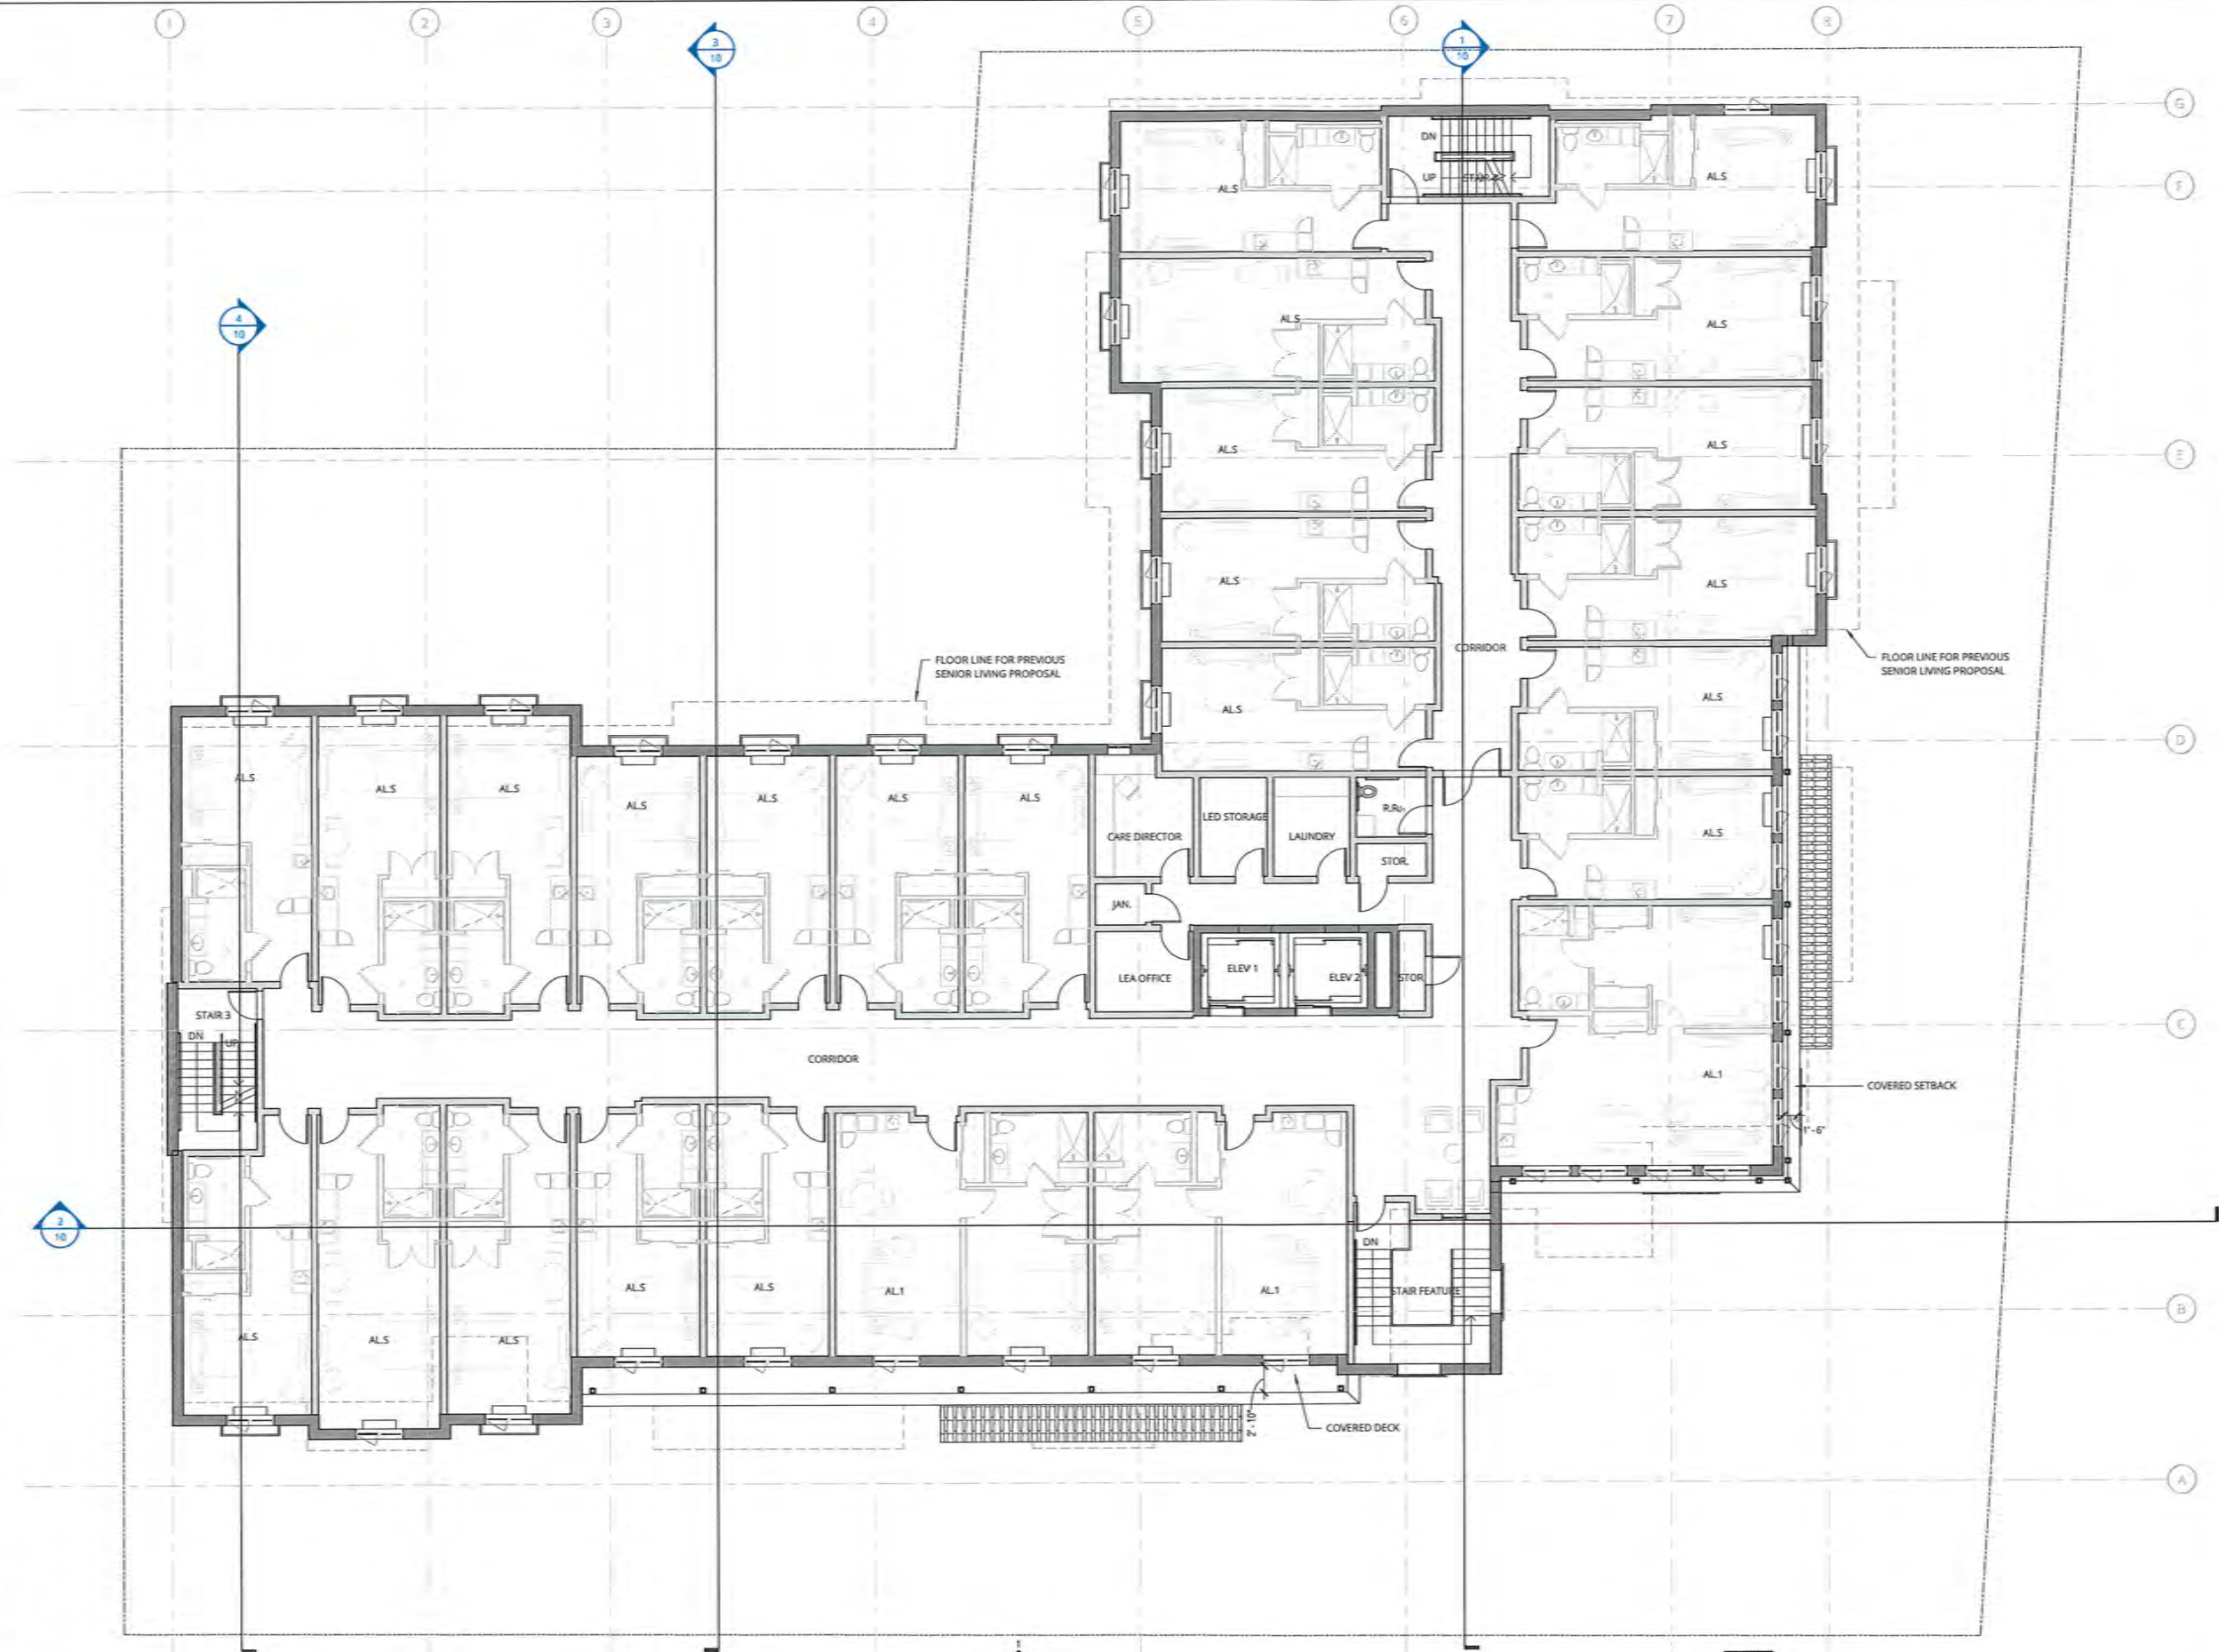 1 2 3 4 5 6 7 8
3
10
1
10
G
DN
UP
AL.S
AL.S
F
4
10
AL.S
AL.S
AL.S
AL.S
E
AL.S
AL.S
CORRIDOR
FLOOR LINE FOR PREVIOUS
SENIOR LIVING PROPOSAL
FLOOR LINE FOR PREVIOUS
SENIOR LIVING PROPOSAL
AL.S
AL.S
D
AL.S
AL.S
AL.S
AL.S
AL.S
AL.S
AL.S
CARE DIRECTOR
LED STORAGE
LAUNDRY
STOR.
AL.S
JAN.
LEA OFFICE
ELEV 1
ELEV 2
STOR.
STAIR 3
DN
UP
C
CORRIDOR
AL.1
COVERED SETBACK
1'-6"
2
10
DN
STAIR FEATURE
AL.S
AL.S
AL.S
AL.S
AL.S
AL.1
AL.1
B
2'-10"
COVERED DECK
A